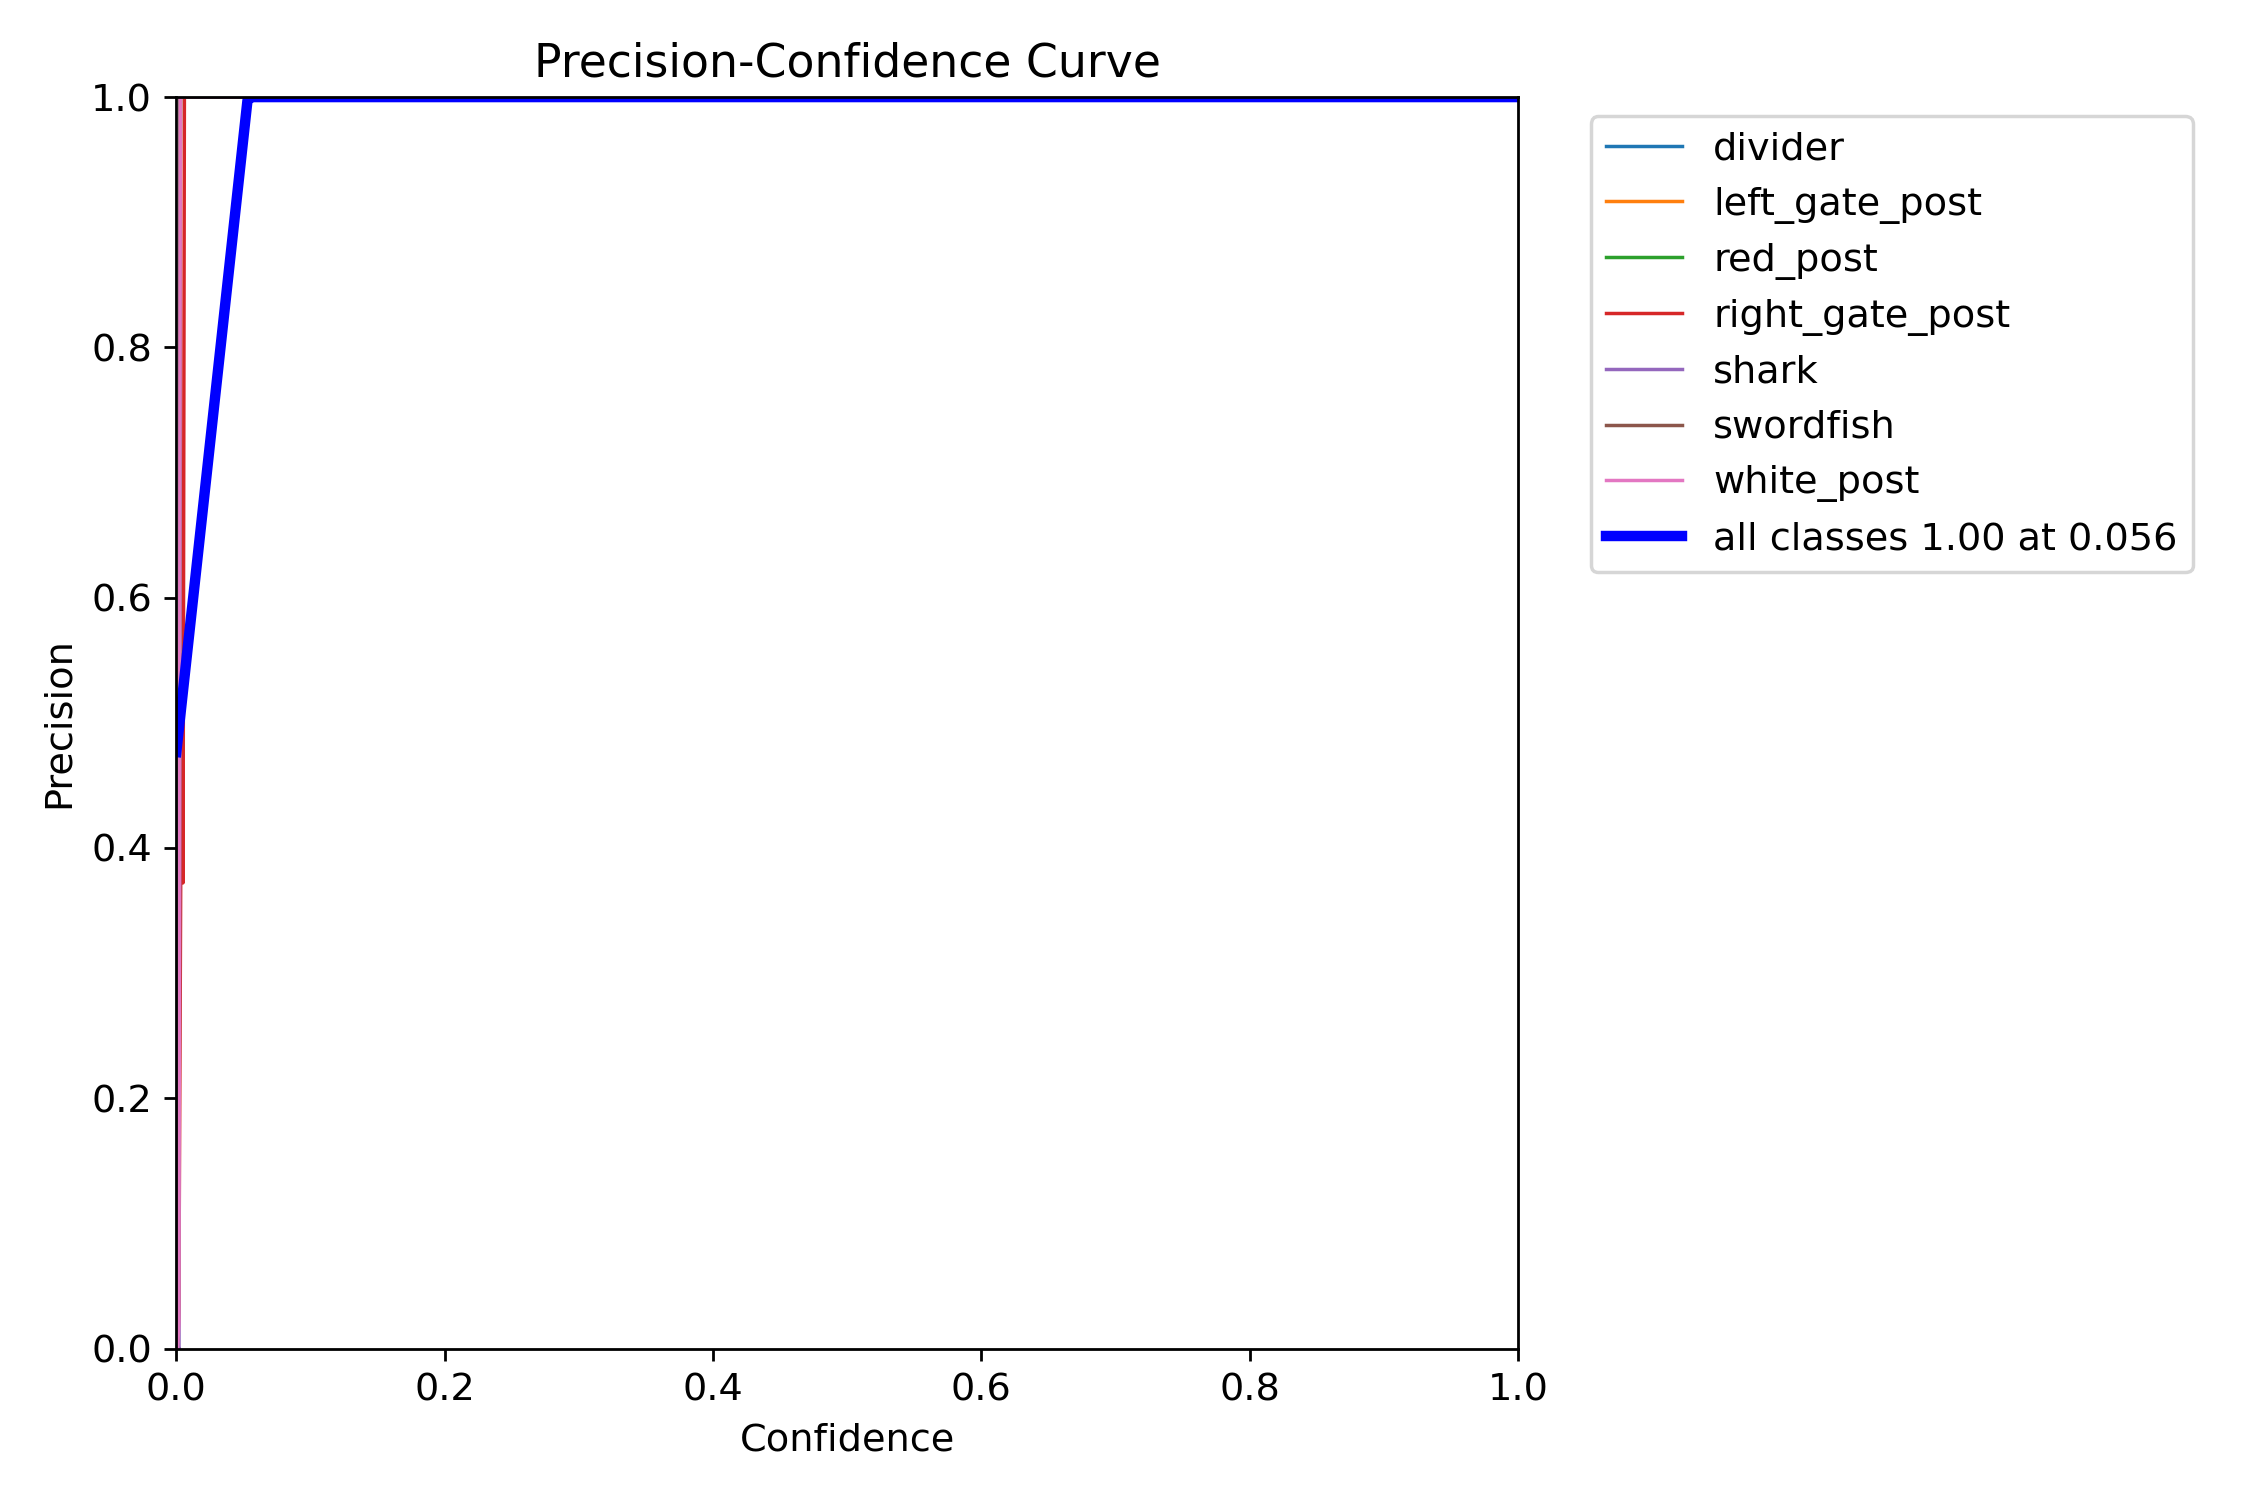 Precision-Confidence Curve
1.0
0.8
0.6
0.4
0.2
0.0
Precision
0.0 0.2 0.4 0.6 0.8 1.0
Confidence
divider
left_gate_post
red_post
right_gate_post
shark
swordfish
white_post
all classes 1.00 at 0.056